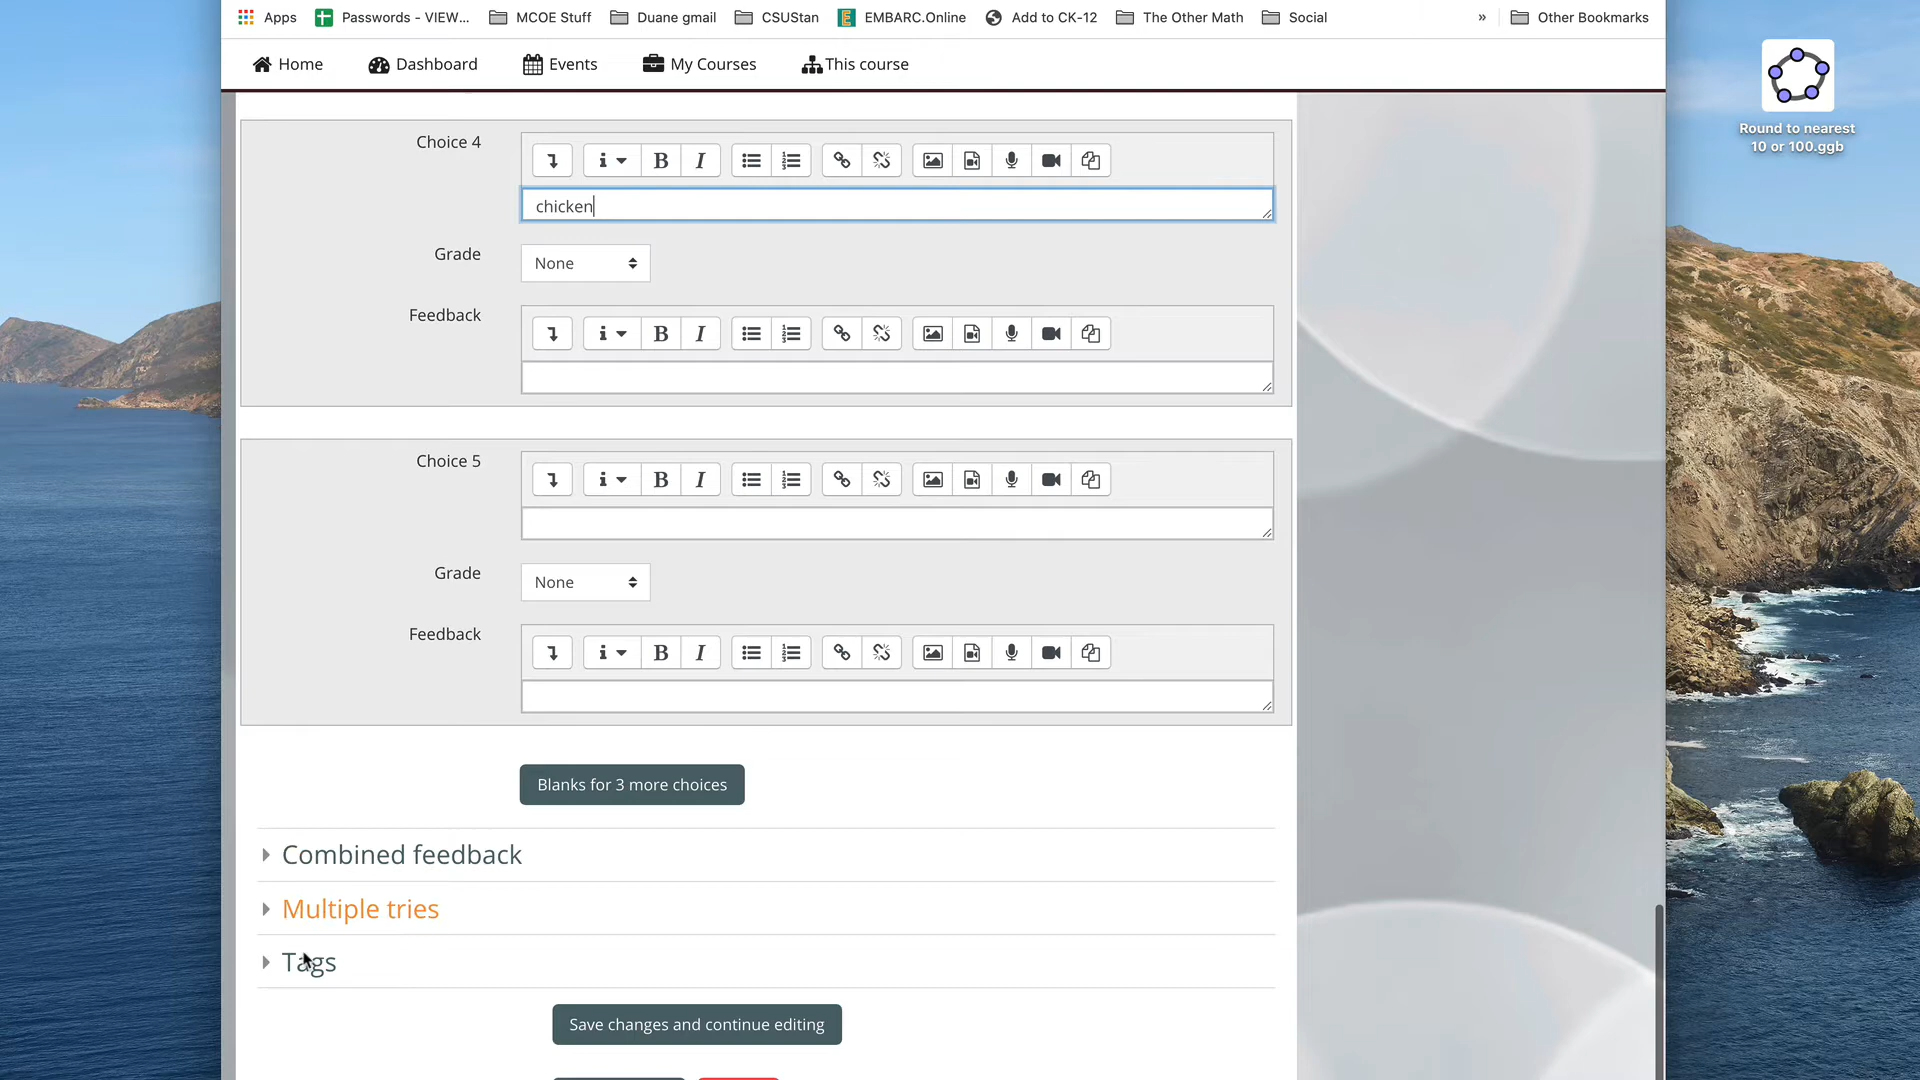 Apps Passwords - VIEW... MCOE Stuff Duane gmail CSUStan EMBARC.Online Add to CK-12 The Other Math Social » Other Bookmarks
Home Dashboard Events My Courses This course
Round to nearest
10 or 100.ggb
Choice 4
i B I
chicken
Grade None
Feedback
i B I
Choice 5
i B I
Grade None
Feedback
i B I
Blanks for 3 more choices
Combined feedback
Multiple tries
Tags
Save changes and continue editing